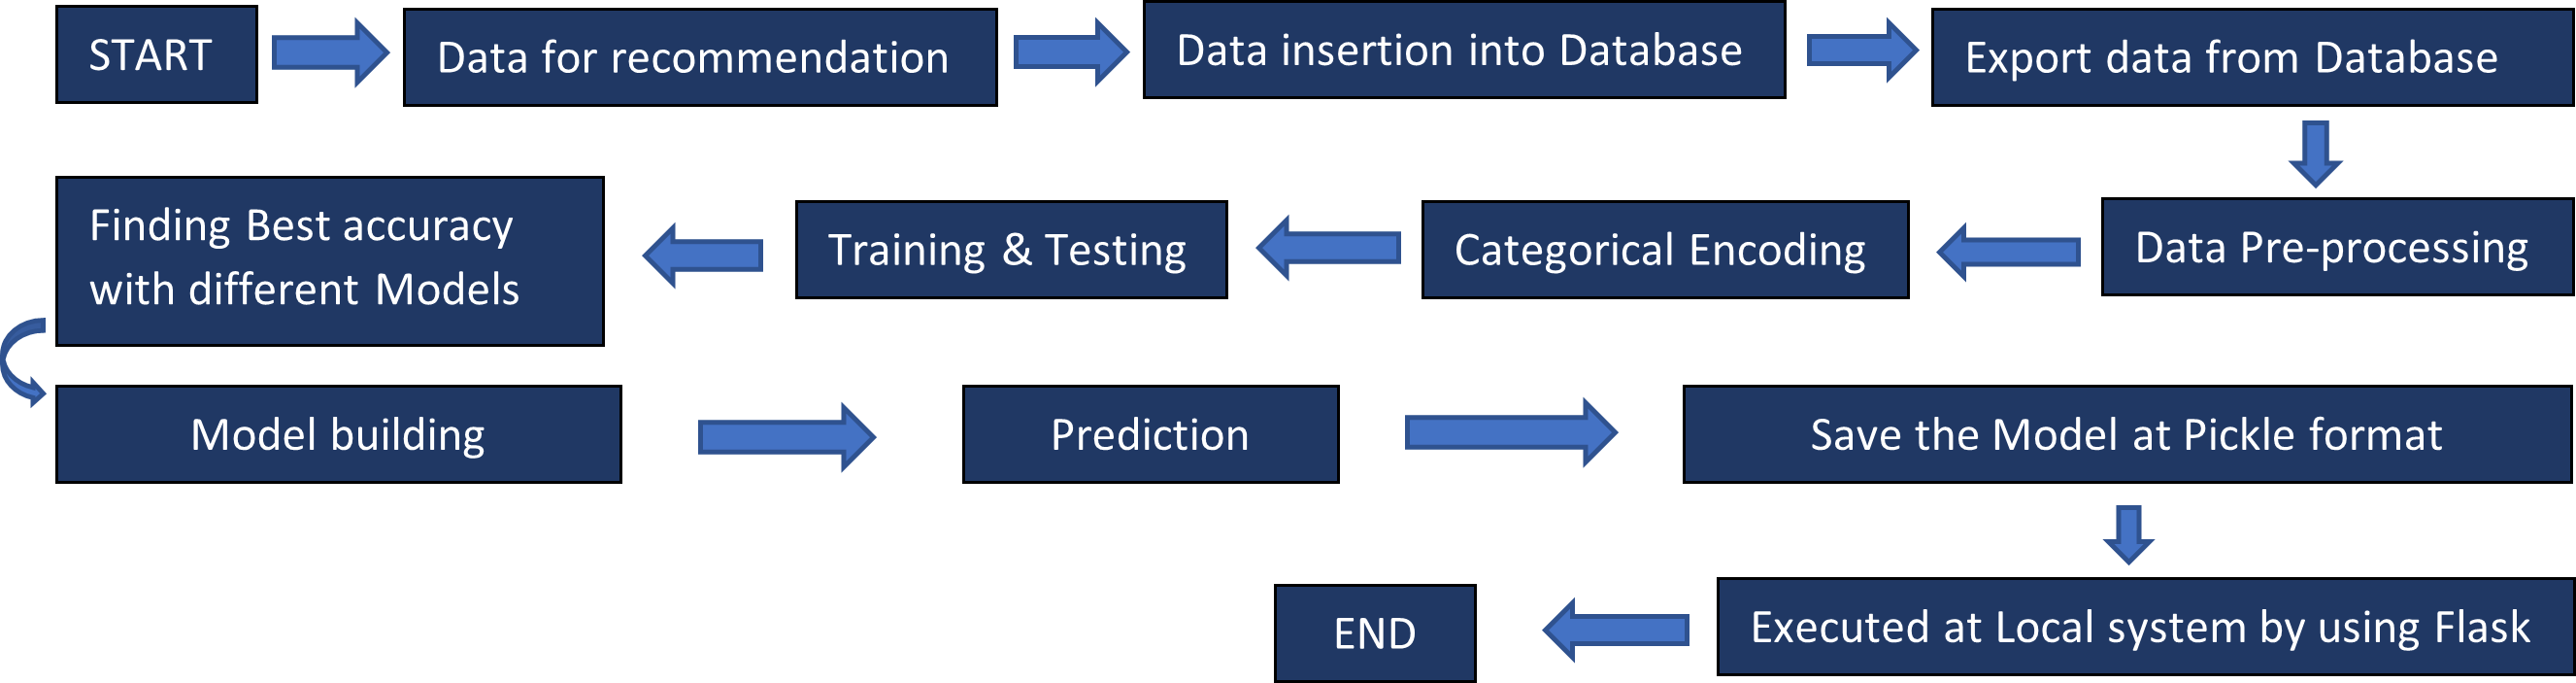 START
Data for recommendation
Data insertion into Database
Export data from Database
Data Pre-processing
Categorical Encoding
Training & Testing
Finding Best accuracy
with different Models
Model building
Prediction
Save the Model at Pickle format
Executed at Local system by using Flask
END